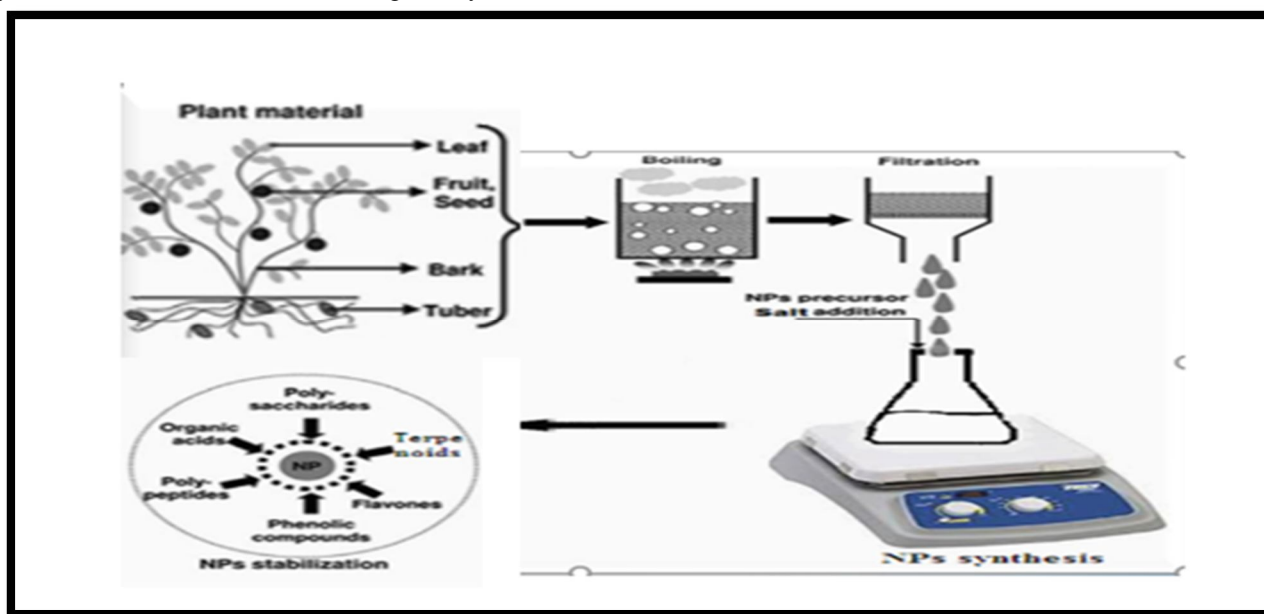 Plant material
Leaf
Fruit,
Seed
Bark
Tuber
Boiling
Filtration
NPs precursor
Salt addition
NPs synthesis
Poly-
saccharides
Organic
acids
Terpe
noids
NP
Poly-
peptides
Flavones
Phenolic
compounds
NPs stabilization